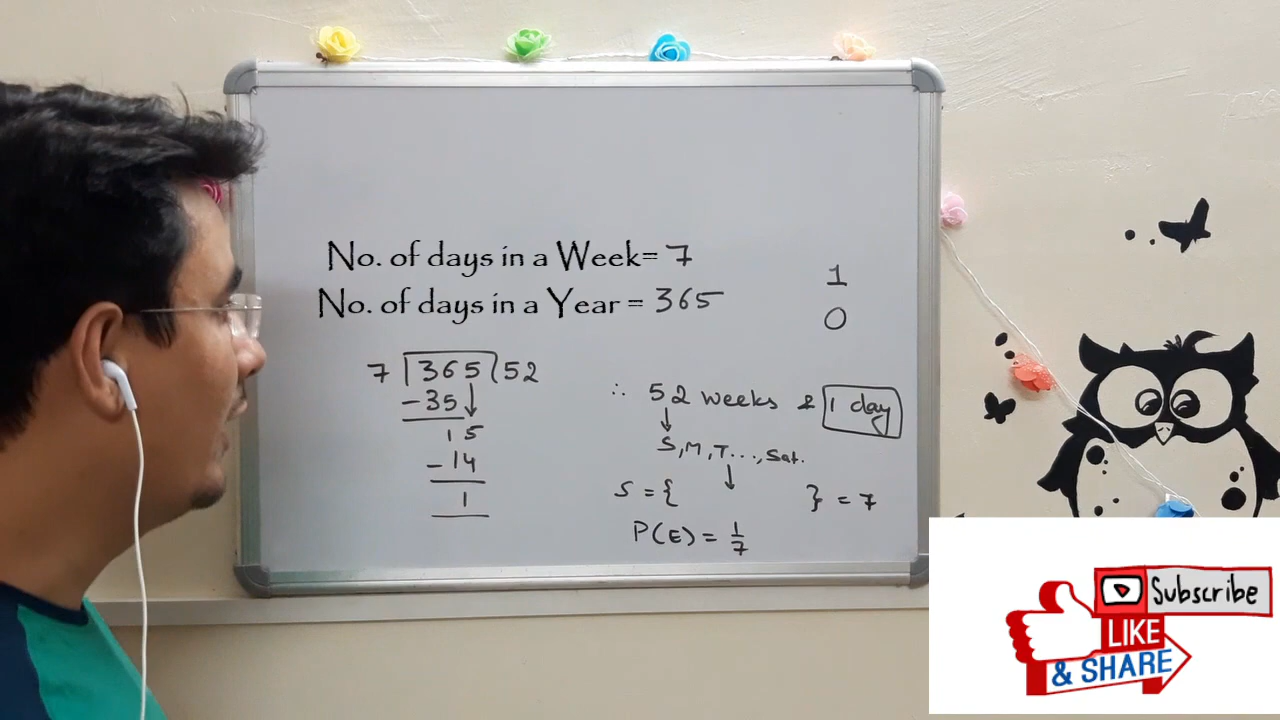 No. of days in a Week= 7
No. of days in a Year = 365
1
0
7 | 365 ( 52
-35
15
-14
1
∴ 52 weeks & 1 day
S, M, T..., Sat.
S = { } = 7
P(E) = 1/7
Subscribe
LIKE
& SHARE